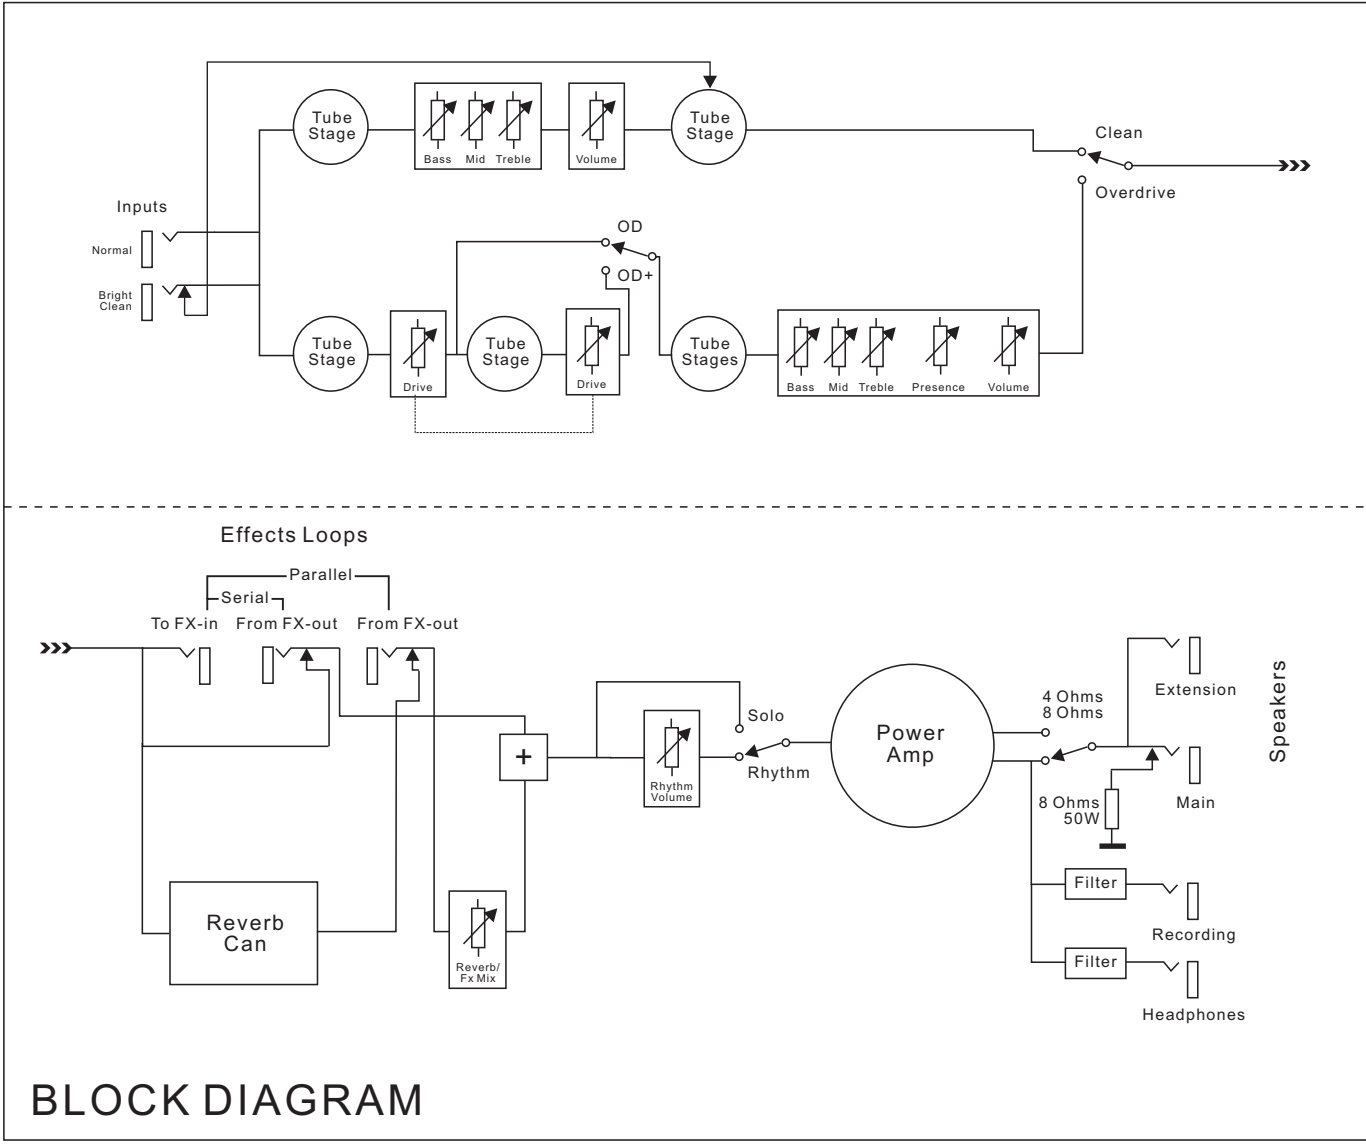 Tube
Stage
Bass Mid Treble
Volume
Tube
Stage
Clean
Overdrive
Inputs
Normal
Bright
Clean
OD
OD+
Tube
Stage
Drive
Tube
Stage
Drive
Tube
Stages
Bass Mid Treble Presence Volume
Effects Loops
Parallel
Serial
To FX-in From FX-out From FX-out
Solo
Rhythm
+
Rhythm
Volume
Power
Amp
4 Ohms
8 Ohms
Extension
Speakers
Main
8 Ohms
50W
Filter
Recording
Filter
Headphones
Reverb
Can
Reverb/
Fx Mix
BLOCK DIAGRAM